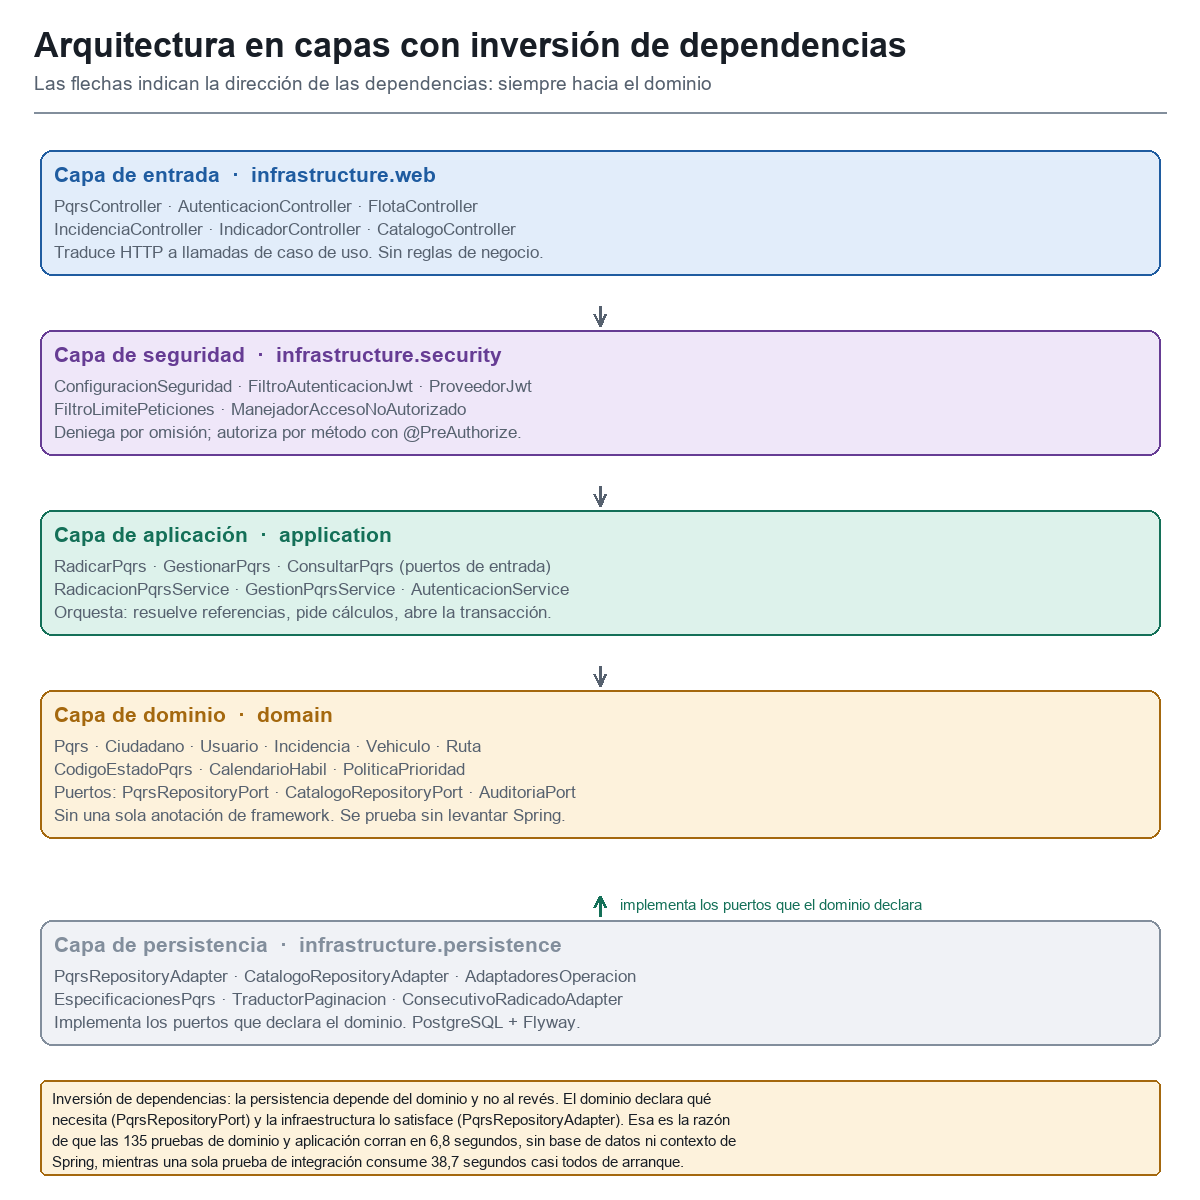 Arquitectura en capas con inversión de dependencias
Las flechas indican la dirección de las dependencias: siempre hacia el dominio
Capa de entrada · infrastructure.web
PqrsController · AutenticacionController · FlotaController
IncidenciaController · IndicadorController · CatalogoController
Traduce HTTP a llamadas de caso de uso. Sin reglas de negocio.
Capa de seguridad · infrastructure.security
ConfiguracionSeguridad · FiltroAutenticacionJwt · ProveedorJwt
FiltroLimitePeticiones · ManejadorAccesoNoAutorizado
Deniega por omisión; autoriza por método con @PreAuthorize.
Capa de aplicación · application
RadicarPqrs · GestionarPqrs · ConsultarPqrs (puertos de entrada)
RadicacionPqrsService · GestionPqrsService · AutenticacionService
Orquesta: resuelve referencias, pide cálculos, abre la transacción.
Capa de dominio · domain
Pqrs · Ciudadano · Usuario · Incidencia · Vehiculo · Ruta
CodigoEstadoPqrs · CalendarioHabil · PoliticaPrioridad
Puertos: PqrsRepositoryPort · CatalogoRepositoryPort · AuditoriaPort
Sin una sola anotación de framework. Se prueba sin levantar Spring.
implementa los puertos que el dominio declara
Capa de persistencia · infrastructure.persistence
PqrsRepositoryAdapter · CatalogoRepositoryAdapter · AdaptadoresOperacion
EspecificacionesPqrs · TraductorPaginacion · ConsecutivoRadicadoAdapter
Implementa los puertos que declara el dominio. PostgreSQL + Flyway.
Inversión de dependencias: la persistencia depende del dominio y no al revés. El dominio declara qué
necesita (PqrsRepositoryPort) y la infraestructura lo satisface (PqrsRepositoryAdapter). Esa es la razón
de que las 135 pruebas de dominio y aplicación corran en 6,8 segundos, sin base de datos ni contexto de
Spring, mientras una sola prueba de integración consume 38,7 segundos casi todos de arranque.